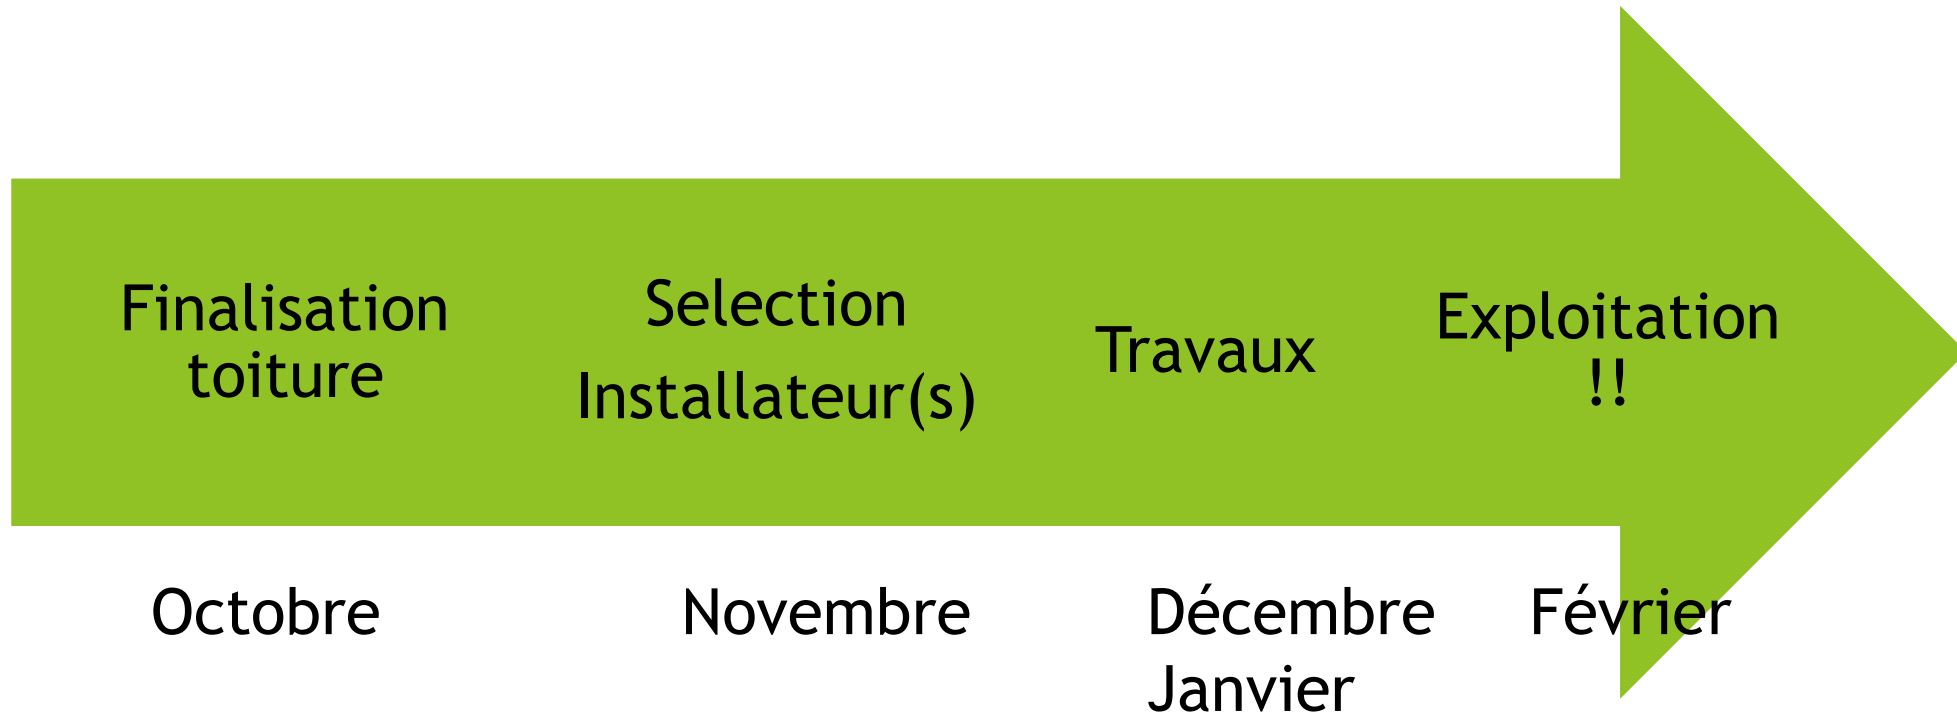 Finalisation
toiture
Selection
Installateur(s)
Travaux
Exploitation
!!
Octobre
Novembre
Décembre
Janvier
Février